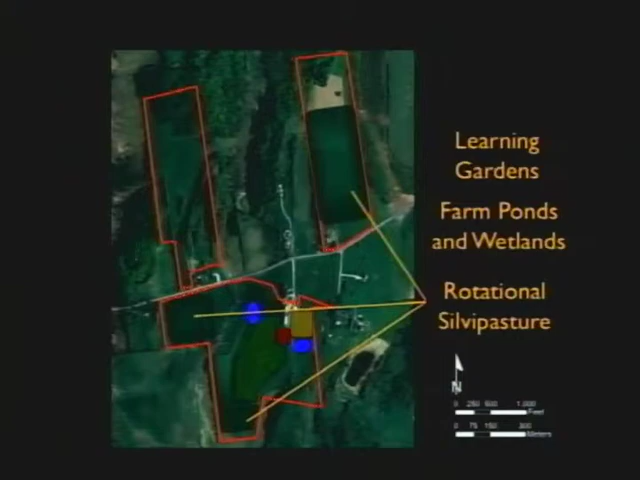 Learning
Gardens
Farm Ponds
and Wetlands
Rotational
Silvipasture
N
0 250 500 1,000
Feet
0 75 150 300
Meters